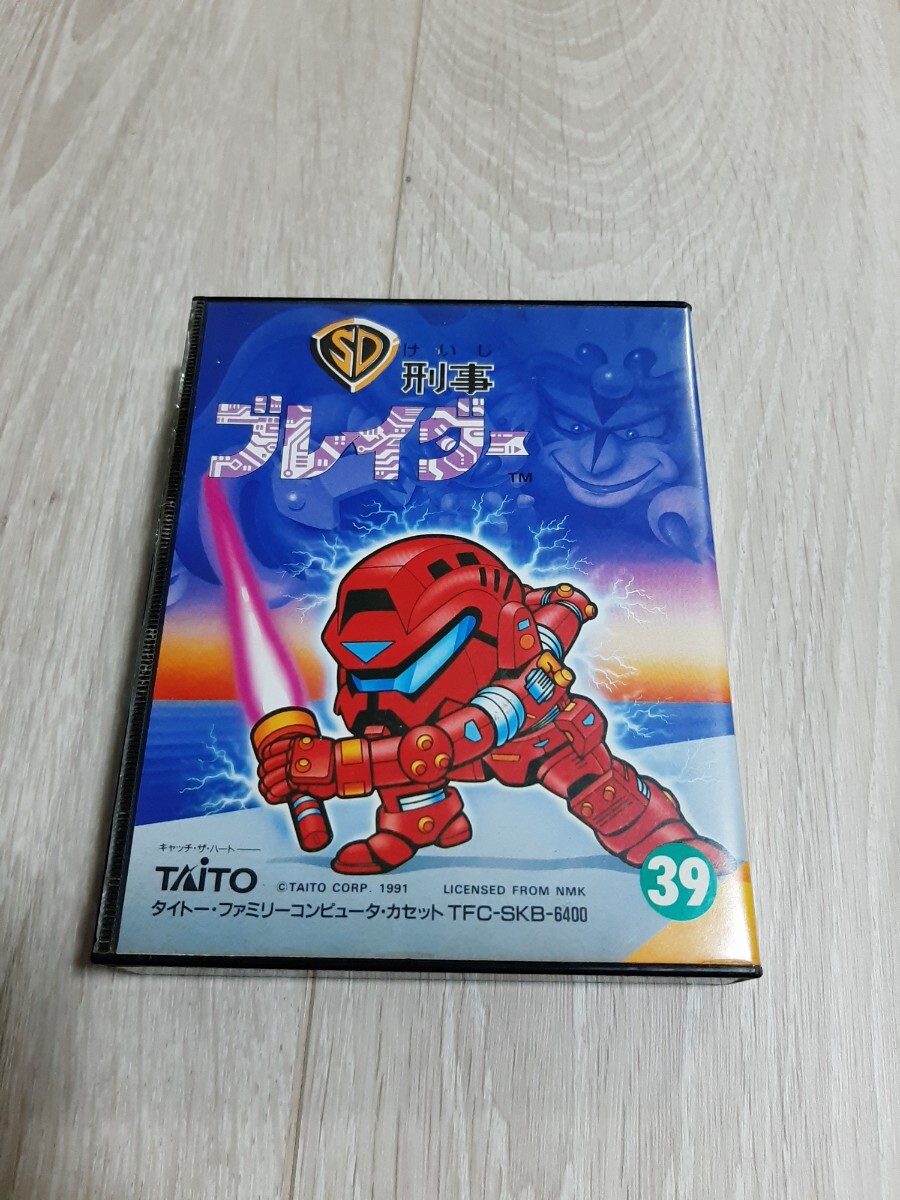 SD
けいじ
刑事
ブレイダー
TM
キャッチ・ザ・ハート
TAITO
©TAITO CORP. 1991 LICENSED FROM NMK
タイトー・ファミリーコンピュータ・カセット TFC-SKB-6400
39